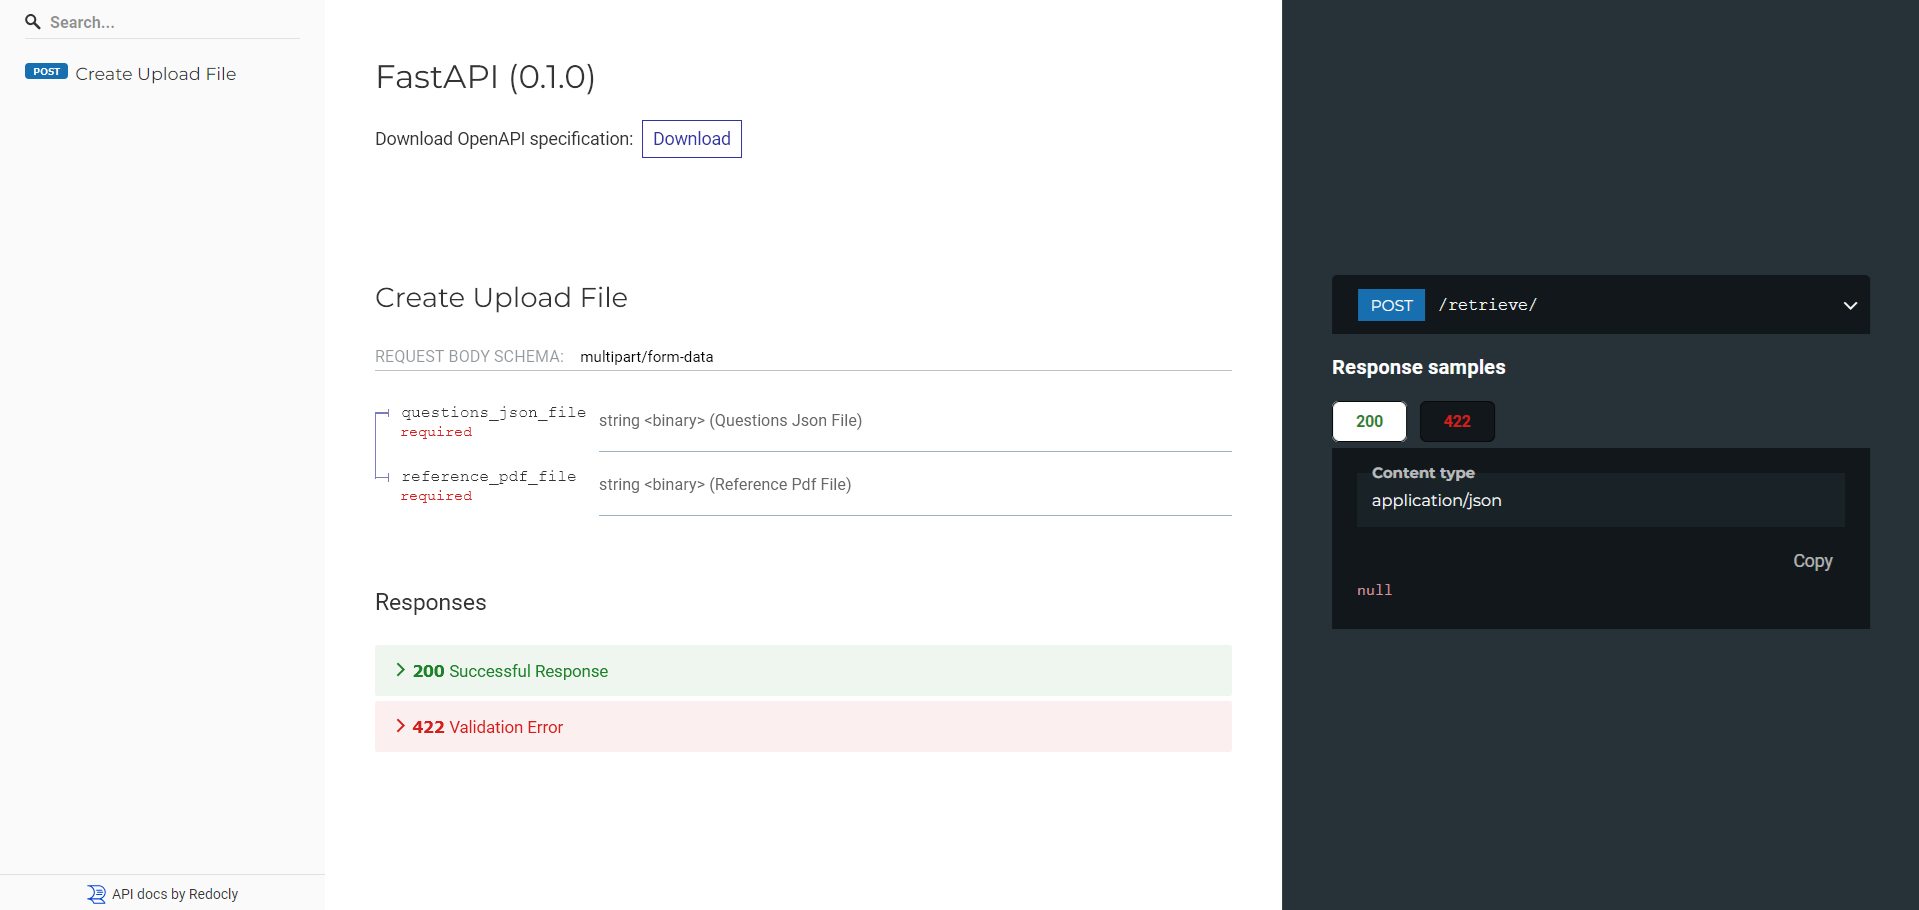 Search...
POST Create Upload File
API docs by Redocly
FastAPI (0.1.0)
Download OpenAPI specification: Download
Create Upload File
REQUEST BODY SCHEMA: multipart/form-data
questions_json_file
required
string <binary> (Questions Json File)
reference_pdf_file
required
string <binary> (Reference Pdf File)
Responses
200 Successful Response
422 Validation Error
POST /retrieve/
Response samples
200 422
Content type
application/json
Copy
null